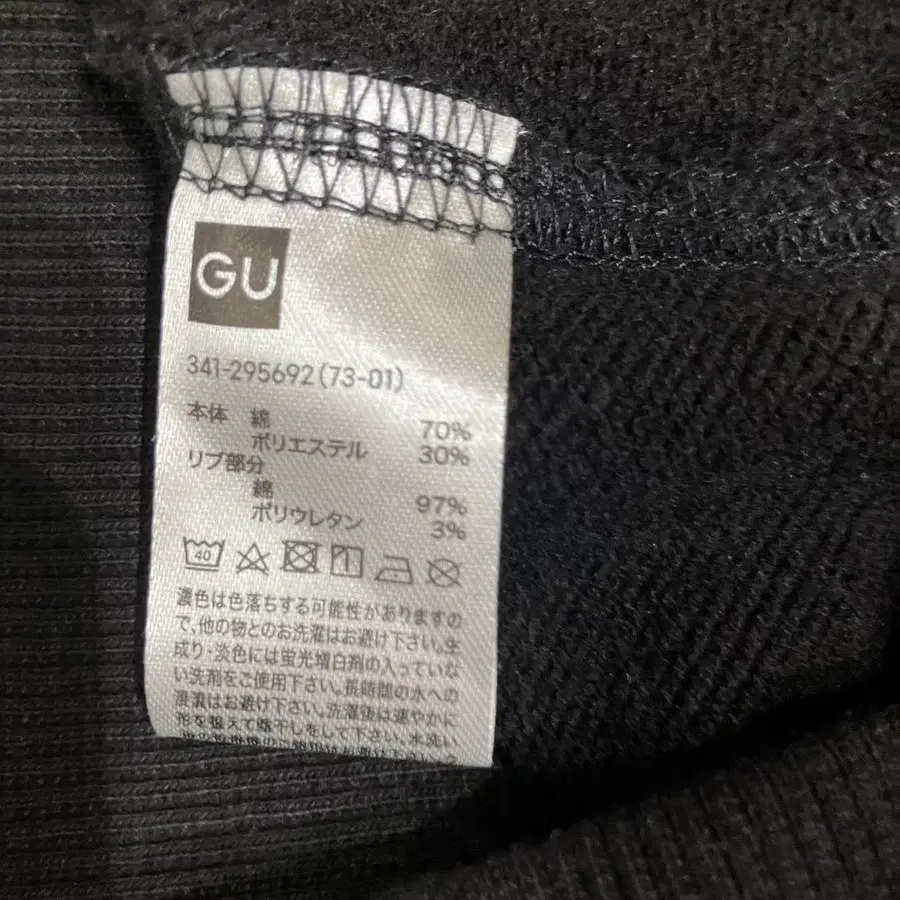 GU
341-295692 (73-01)
本体 綿 70%
ポリエステル 30%
リブ部分
綿 97%
ポリウレタン 3%
40
濃色は色落ちする可能性がありますの
で、他の物とのお洗濯はお避け下さい。生
成り・淡色には蛍光増白剤の入っていな
い洗剤をご使用下さい。長時間の水への
浸漬はお避け下さい。洗濯後は速やかに
形を整えて陰干しをして下さい。水洗い